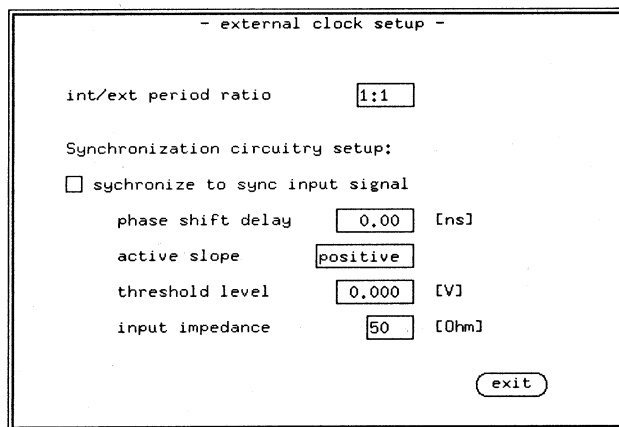 - external clock setup -
int/ext period ratio 1:1
Synchronization circuitry setup:
sychronize to sync input signal
phase shift delay 0.00 [ns]
active slope positive
threshold level 0.000 [V]
input impedance 50 [Ohm]
exit